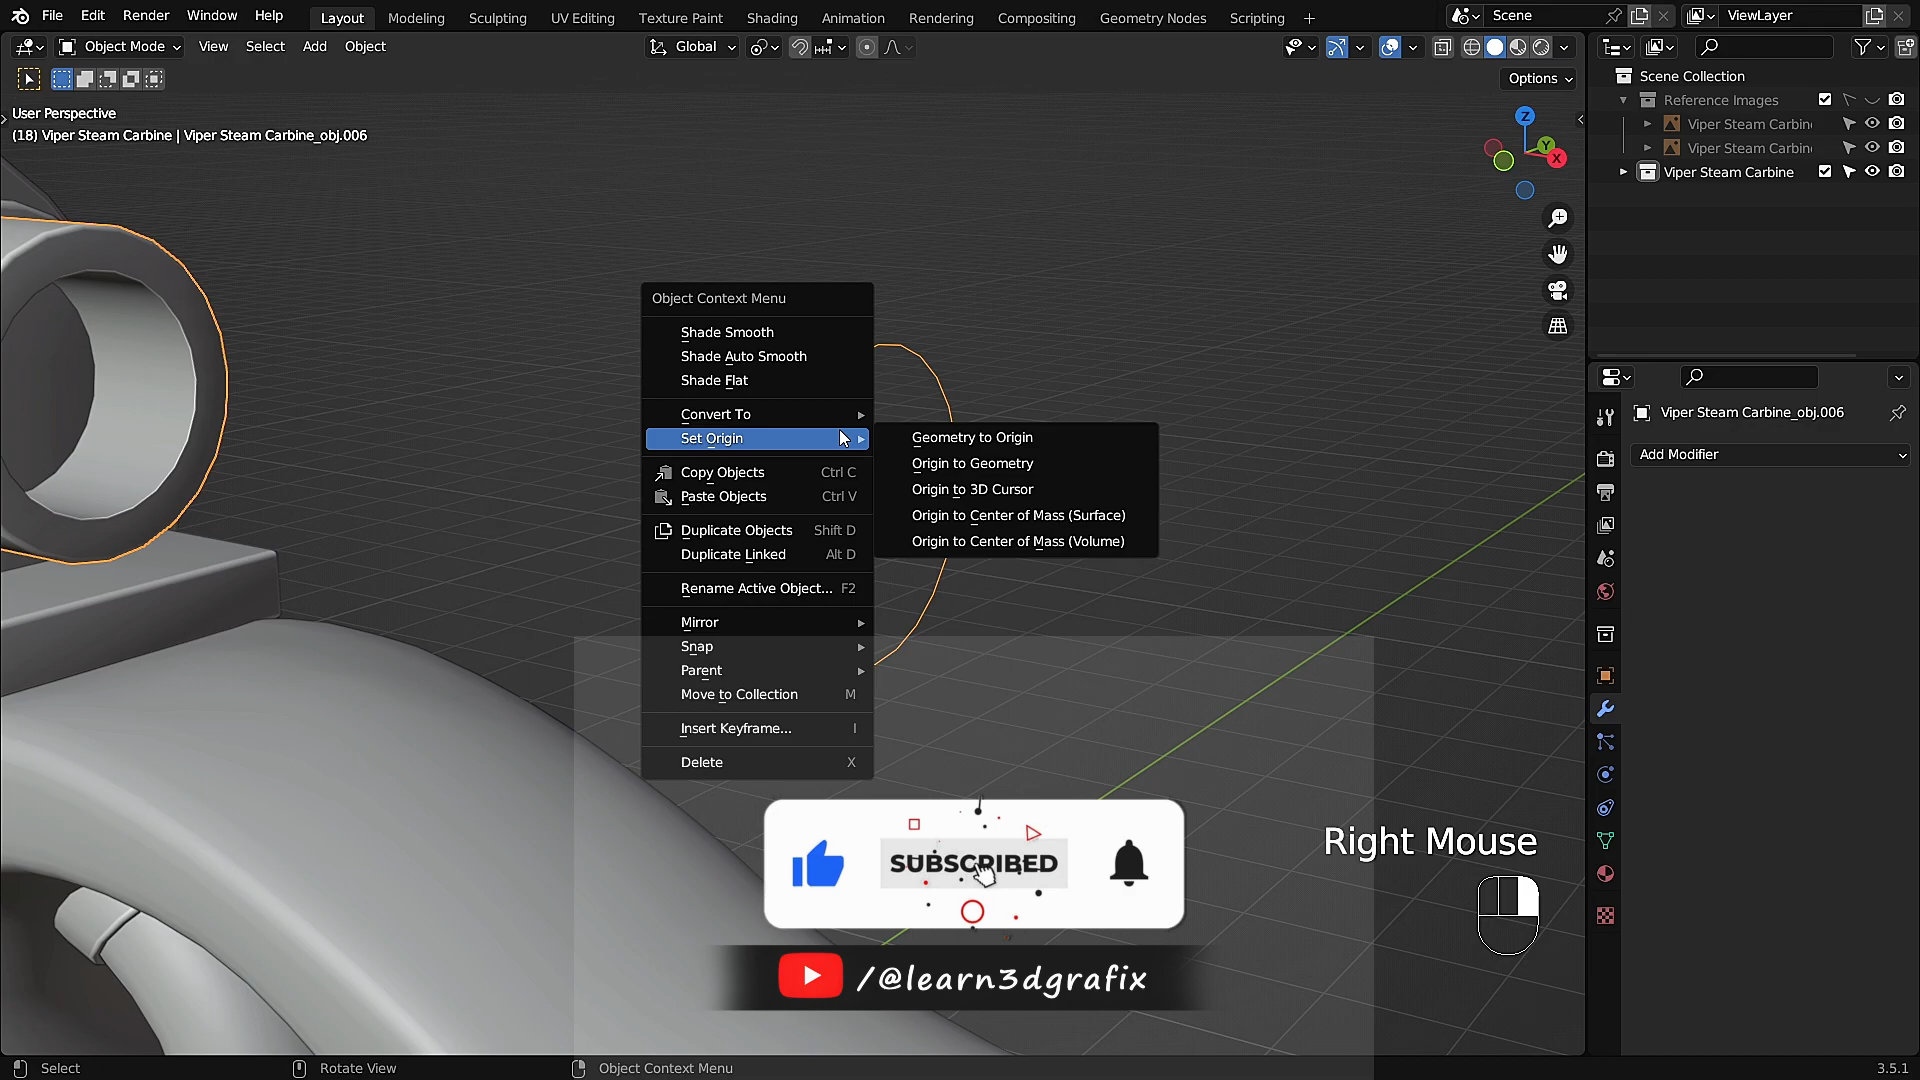 File Edit Render Window Help Layout Modeling Sculpting UV Editing Texture Paint Shading Animation Rendering Compositing Geometry Nodes Scripting + Scene ViewLayer
Object Mode View Select Add Object Global
Options
User Perspective
(18) Viper Steam Carbine | Viper Steam Carbine_obj.006
Z
Y
X
Scene Collection
Reference Images
Viper Steam Carbin
Viper Steam Carbin
Viper Steam Carbine
Viper Steam Carbine_obj.006
Add Modifier
Object Context Menu
Shade Smooth
Shade Auto Smooth
Shade Flat
Convert To
Set Origin
Copy Objects Ctrl C
Paste Objects Ctrl V
Duplicate Objects Shift D
Duplicate Linked Alt D
Rename Active Object... F2
Mirror
Snap
Parent
Move to Collection M
Insert Keyframe... I
Delete X
Geometry to Origin
Origin to Geometry
Origin to 3D Cursor
Origin to Center of Mass (Surface)
Origin to Center of Mass (Volume)
SUBSCRIBED
/@learn3dgrafix
Right Mouse
Select Rotate View Object Context Menu 3.5.1